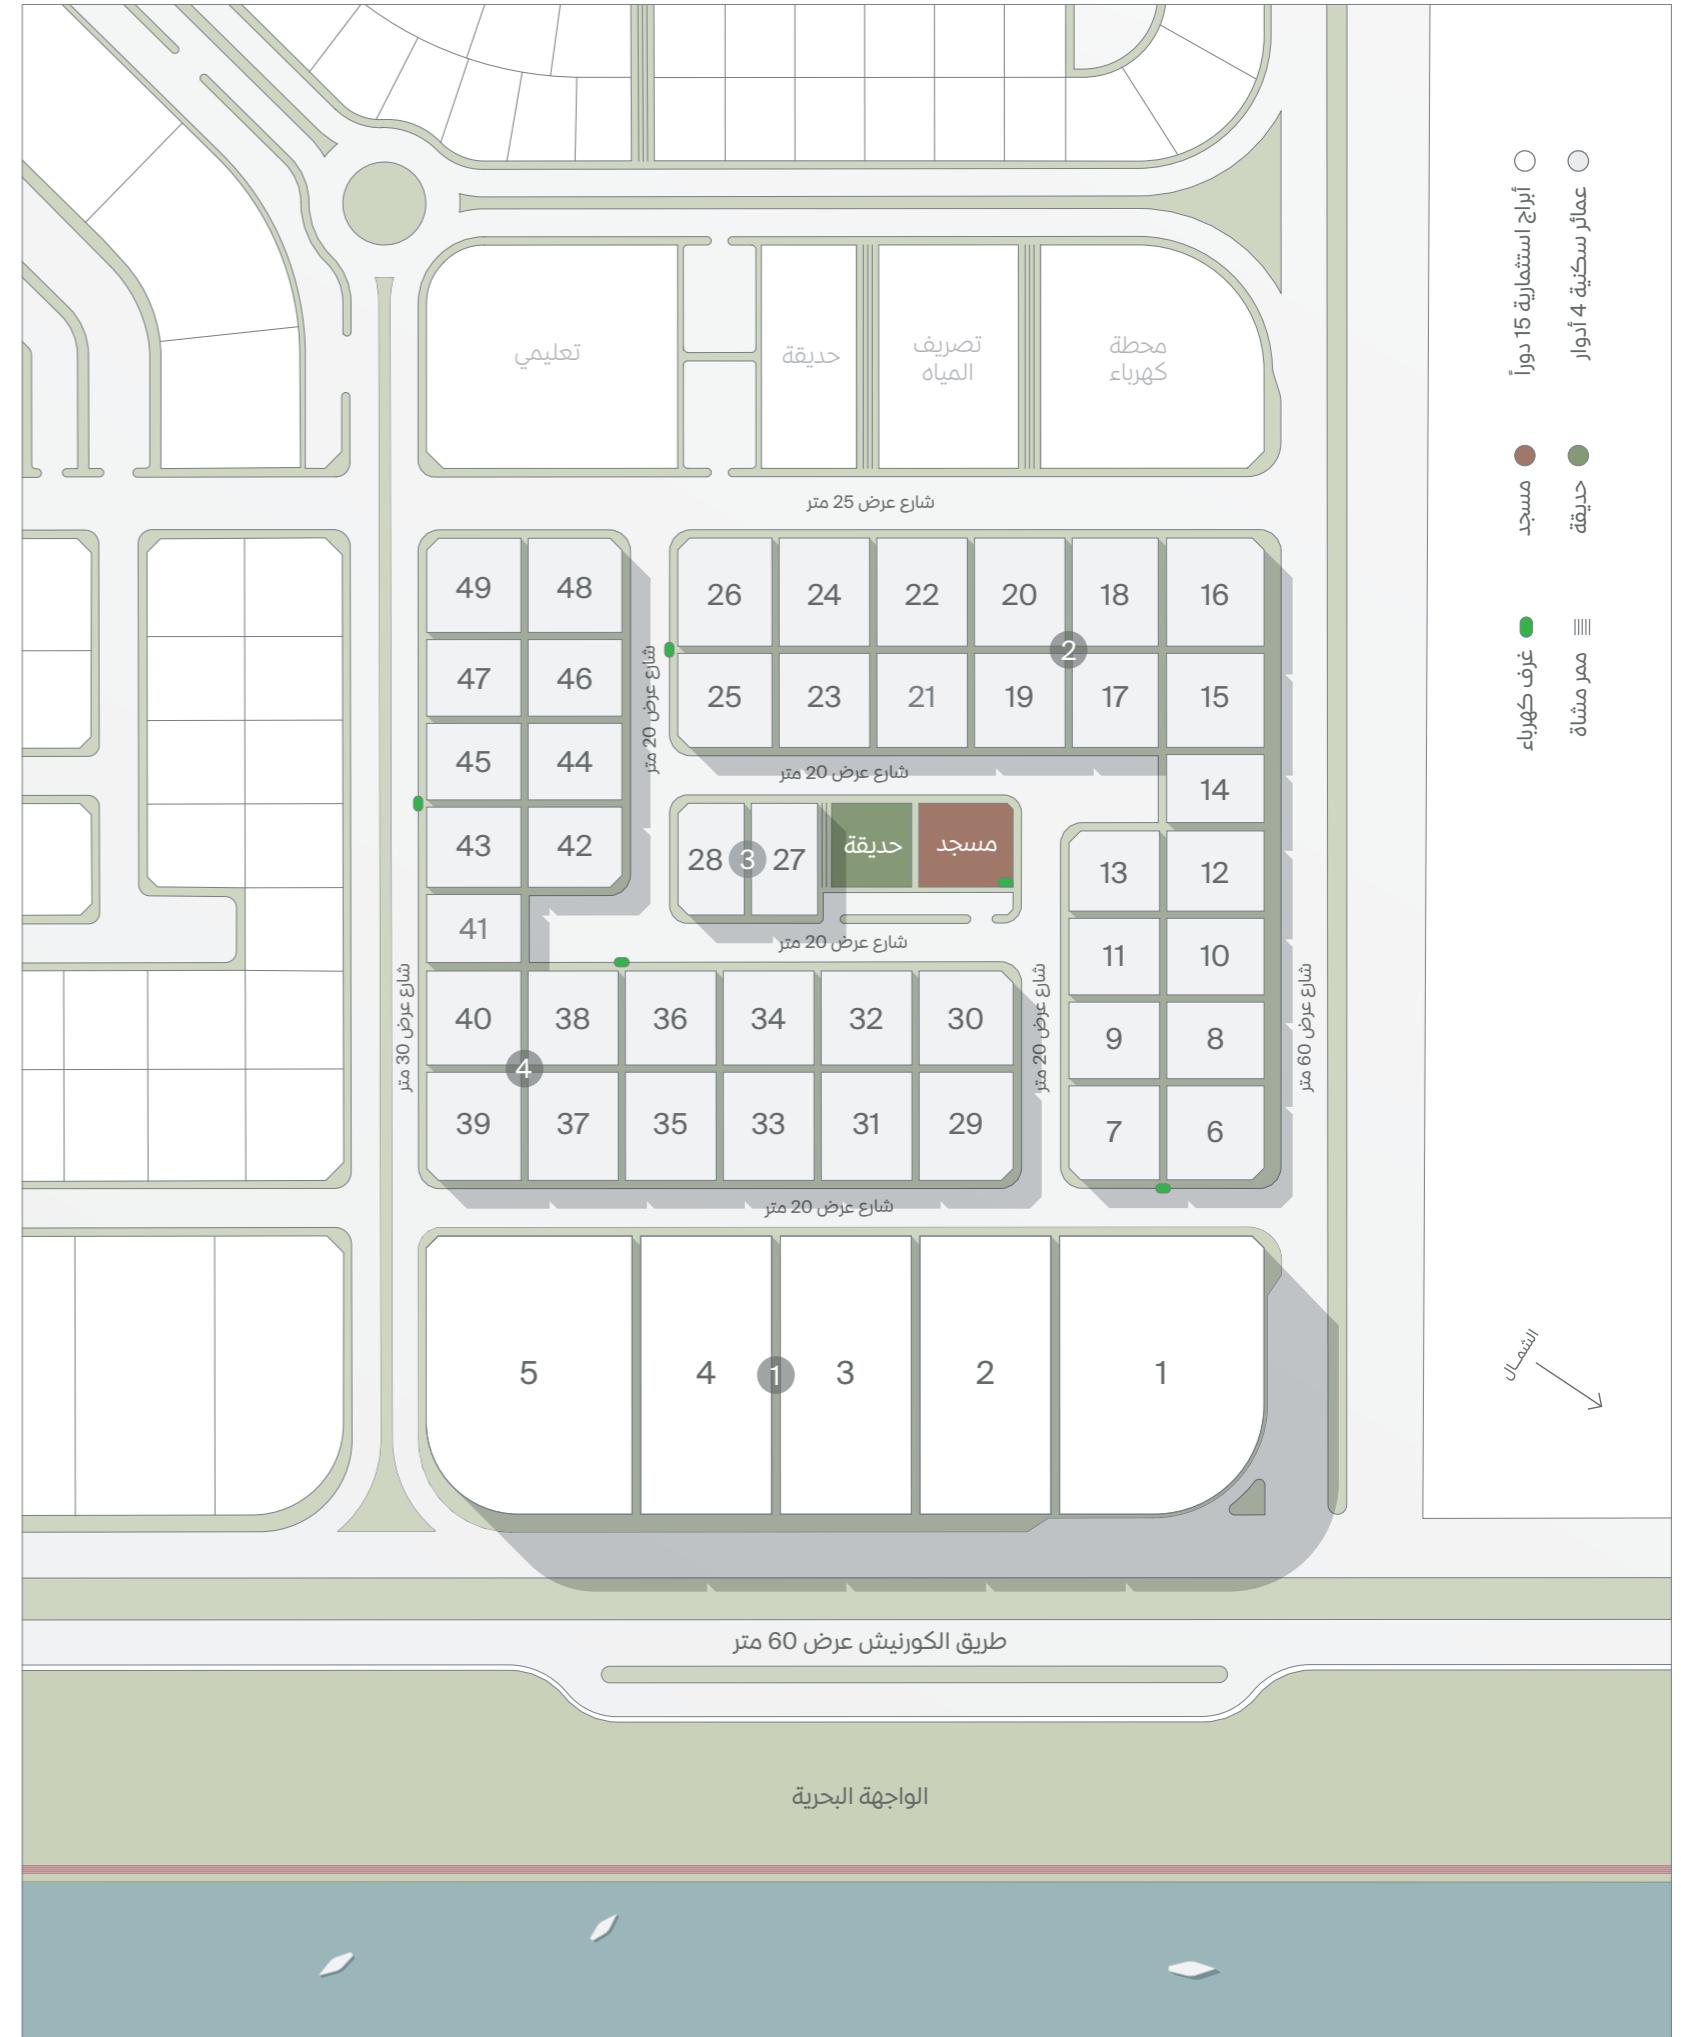 عمائر سكنية 4 أدوار
أبراج استثمارية 15 دوراً
حديقة
مسجد
ممر مشاة
غرف كهرباء
الشمال
محطة
كهرباء
تصريف
المياه
حديقة
تعليمي
شارع عرض 25 متر
16
18
20
22
24
26
48
49
2
15
17
19
21
23
25
46
47
شارع عرض 20 متر
شارع عرض 20 متر
14
44
45
مسجد
حديقة
27
3
28
42
43
12
13
41
شارع عرض 20 متر
10
11
شارع عرض 60 متر
شارع عرض 20 متر
شارع عرض 30 متر
8
9
30
32
34
36
38
40
4
6
7
29
31
33
35
37
39
شارع عرض 20 متر
1
2
3
1
4
5
طريق الكورنيش عرض 60 متر
الواجهة البحرية